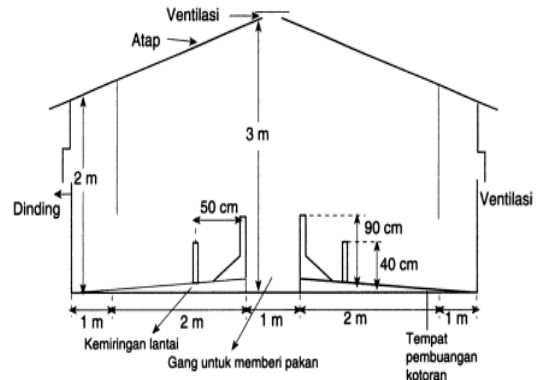 Ventilasi
Atap
3 m
2 m
50 cm
Dinding
Ventilasi
90 cm
40 cm
1 m
2 m
1 m
2 m
1 m
Kemiringan lantai
Gang untuk memberi pakan
Tempat
pembuangan
kotoran